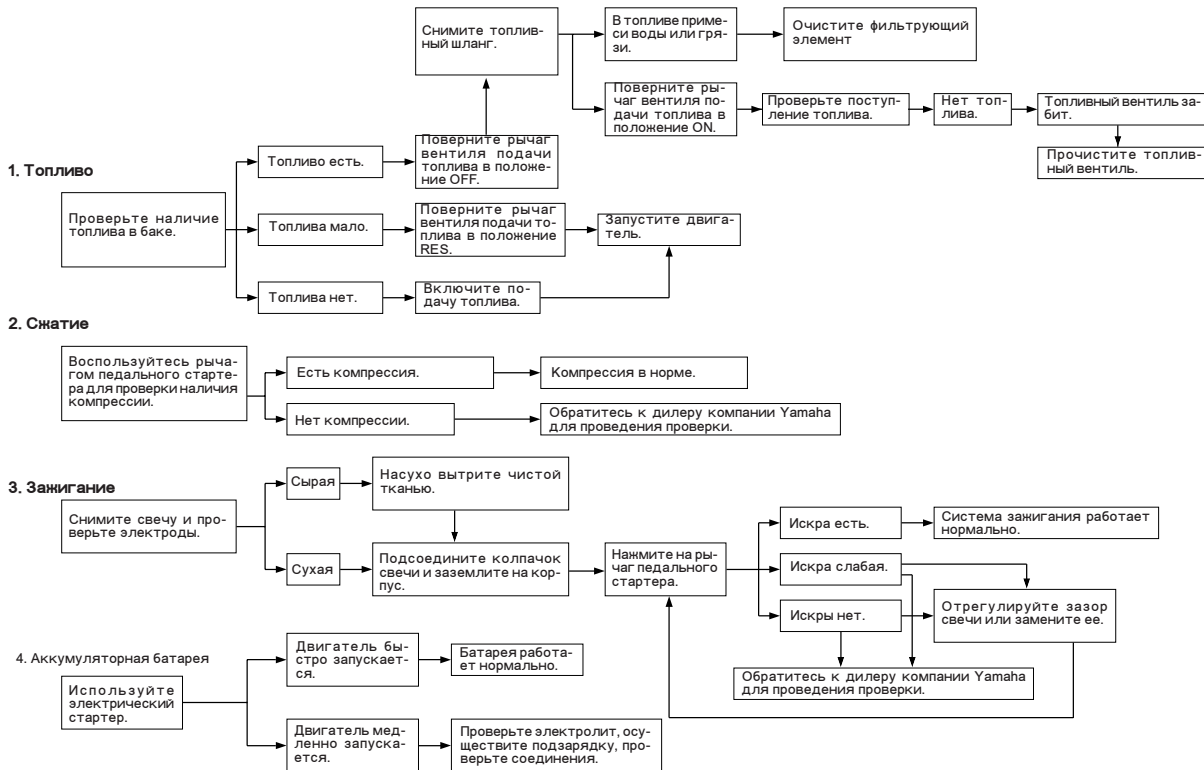 1. Топливо
Проверьте наличие
топлива в баке.
Топливо есть.
Поверните рычаг
вентиля подачи
топлива в положе-
ние OFF.
Снимите топлив-
ный шланг.
В топливе приме-
си воды или гря-
зи.
Очистите фильтрующий
элемент
Поверните ры-
чаг вентиля по-
дачи топлива в
положение ON.
Проверьте поступ-
ление топлива.
Нет топ-
лива.
Топливный вентиль за-
бит.
Прочистите топлив-
ный вентиль.
Топлива мало.
Поверните рычаг
вентиля подачи то-
плива в положение
RES.
Запустите двига-
тель.
Топлива нет.
Включите по-
дачу топлива.
2. Сжатие
Воспользуйтесь рыча-
гом педального старте-
ра для проверки наличия
компрессии.
Есть компрессия.
Компрессия в норме.
Нет компрессии.
Обратитесь к дилеру компании Yamaha
для проведения проверки.
3. Зажигание
Снимите свечу и про-
верьте электроды.
Сырая
Насухо вытрите чистой
тканью.
Сухая
Подсоедините колпачок
свечи и заземлите на кор-
пус.
Нажмите на ры-
чаг педального
стартера.
Искра есть.
Система зажигания работает
нормально.
Искра слабая.
Искры нет.
Отрегулируйте зазор
свечи или замените ее.
Обратитесь к дилеру компании Yamaha
для проведения проверки.
4. Аккумуляторная батарея
Используйте
электрический
стартер.
Двигатель бы-
стро запускает-
ся.
Батарея работа-
ет нормально.
Двигатель мед-
ленно запуска-
ется.
Проверьте электролит, осу-
ществите подзарядку, про-
верьте соединения.